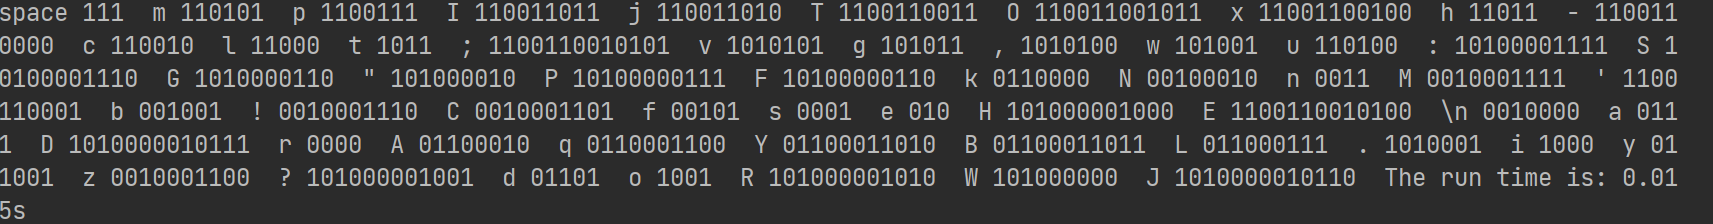 space 111  m 110101  p 1100111  I 110011011  j 110011010  T 1100110011  O 110011001011  x 11001100100  h 11011  - 110011
0000  c 110010  l 11000  t 1011  ; 1100110010101  v 1010101  g 101011  , 1010100  w 101001  u 110100  : 10100001111  S 1
0100001110  G 1010000110  " 101000010  P 10100000111  F 10100000110  k 0110000  N 00100010  n 0011  M 0010001111  ' 1100
110001  b 001001  ! 0010001110  C 0010001101  f 00101  s 0001  e 010  H 101000001000  E 1100110010100  \n 0010000  a 011
1  D 1010000010111  r 0000  A 01100010  q 0110001100  Y 01100011010  B 01100011011  L 011000111  . 1010001  i 1000  y 01
1001  z 0010001100  ? 101000001001  d 01101  o 1001  R 101000001010  W 101000000  J 1010000010110  The run time is: 0.01
5s